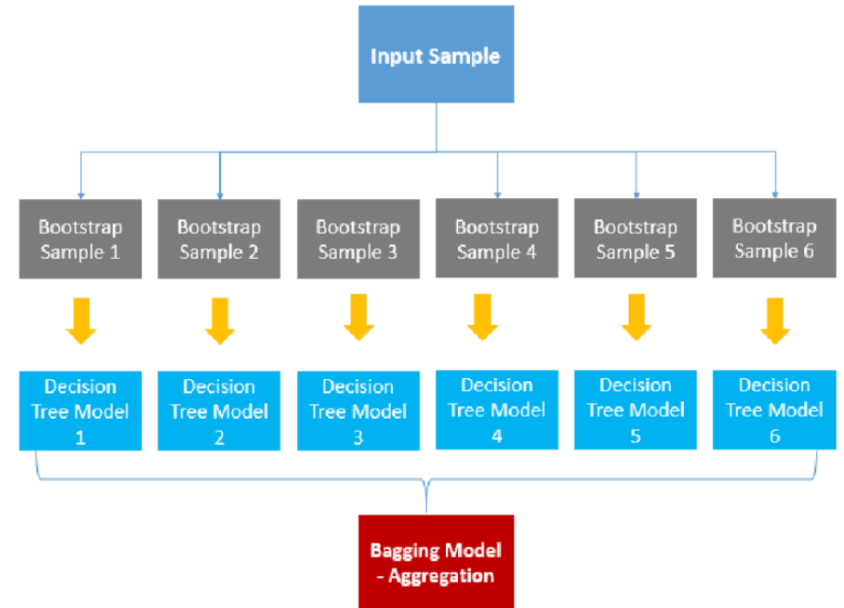 Input Sample
Bootstrap
Sample 1
Bootstrap
Sample 2
Bootstrap
Sample 3
Bootstrap
Sample 4
Bootstrap
Sample 5
Bootstrap
Sample 6
Decision
Tree Model
1
Decision
Tree Model
2
Decision
Tree Model
3
Decision
Tree Model
4
Decision
Tree Model
5
Decision
Tree Model
6
Bagging Model
- Aggregation